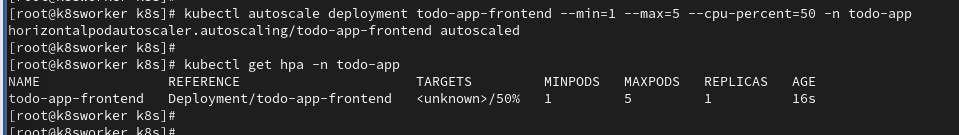 [root@k8sworker k8s]# kubectl autoscale deployment todo-app-frontend --min=1 --max=5 --cpu-percent=50 -n todo-app
horizontalpodautoscaler.autoscaling/todo-app-frontend autoscaled
[root@k8sworker k8s]#
[root@k8sworker k8s]# kubectl get hpa -n todo-app
NAME REFERENCE TARGETS MINPODS MAXPODS REPLICAS AGE
todo-app-frontend Deployment/todo-app-frontend <unknown>/50% 1 5 1 16s
[root@k8sworker k8s]#
[root@k8sworker k8s]#